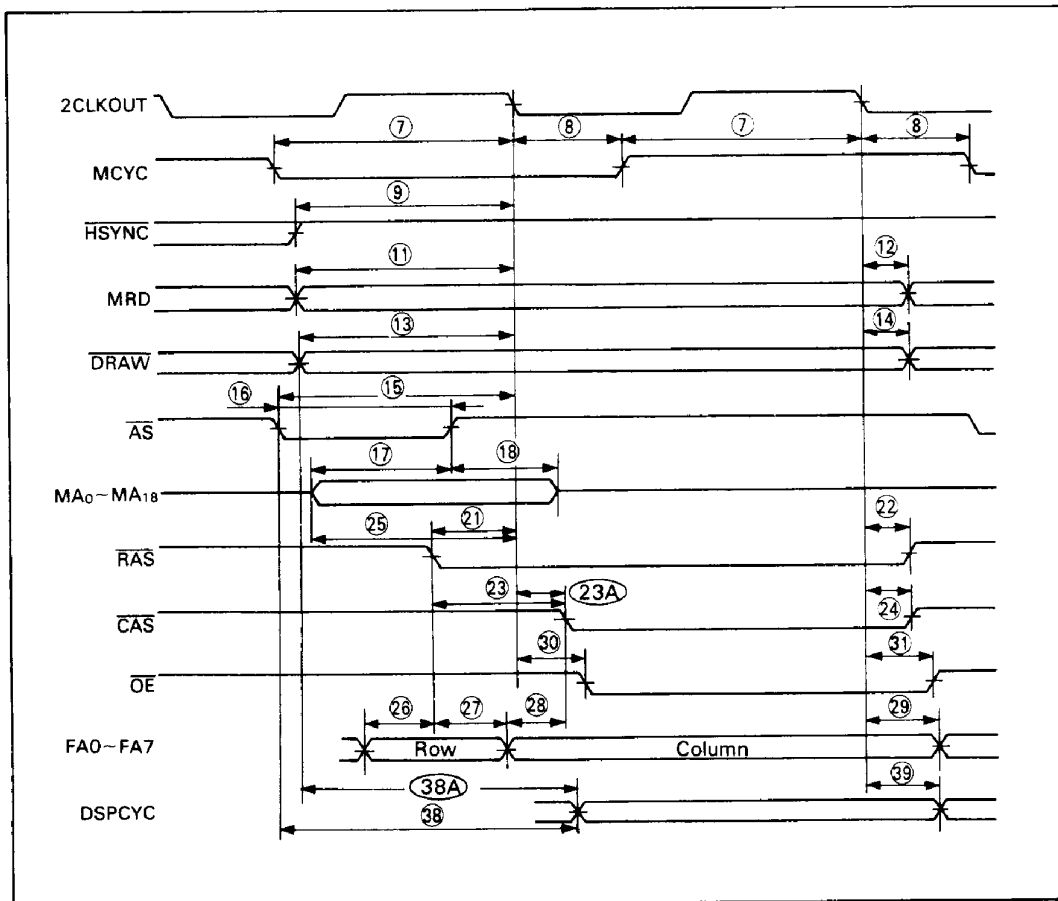 2CLKOUT
⑦ ⑧ ⑦ ⑧
MCYC
⑨
HSYNC
⑪ ⑫
MRD
⑬ ⑭
DRAW
⑯ ⑮
AS
⑰ ⑱
MA₀~MA₁₈
㉕ ㉑ ㉒
RAS
㉓ 23A
CAS
㉔
㉚ ㉛
OE
㉖ ㉗ ㉘ ㉙
FA0~FA7 Row Column
38A ㊴
DSPCYC
㊳